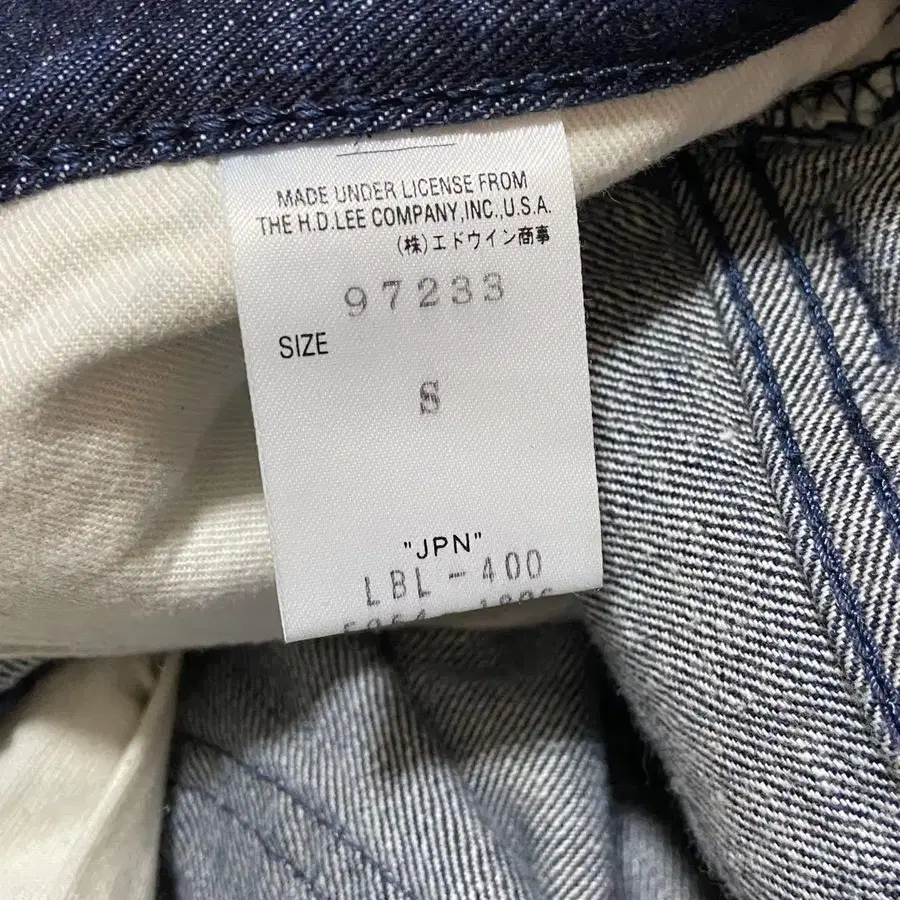 MADE UNDER LICENSE FROM
THE H.D.LEE COMPANY,INC.,U.S.A.
(株)エドウイン商事
97233
SIZE
S
"JPN"
LBL-400